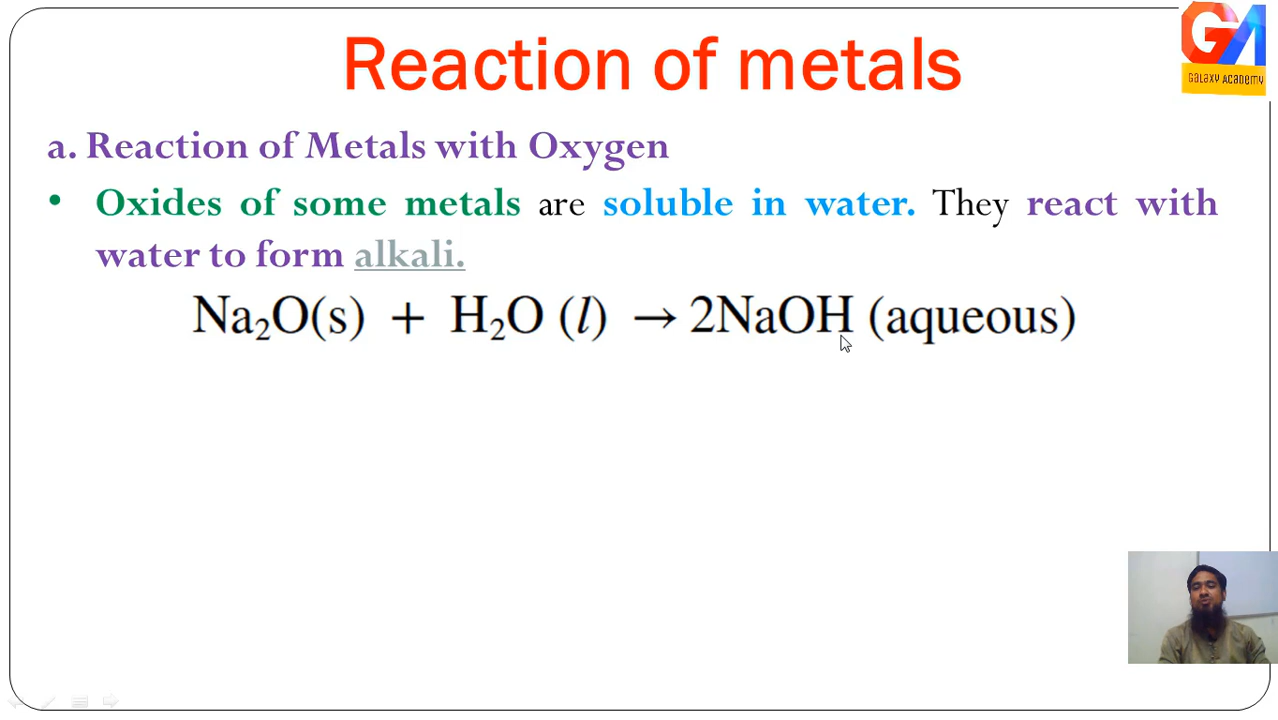 Reaction of metals
GA
GALAXY ACADEMY
a. Reaction of Metals with Oxygen
• Oxides of some metals are soluble in water. They react with
water to form alkali.
Na₂O(s) + H₂O (l) → 2NaOH (aqueous)